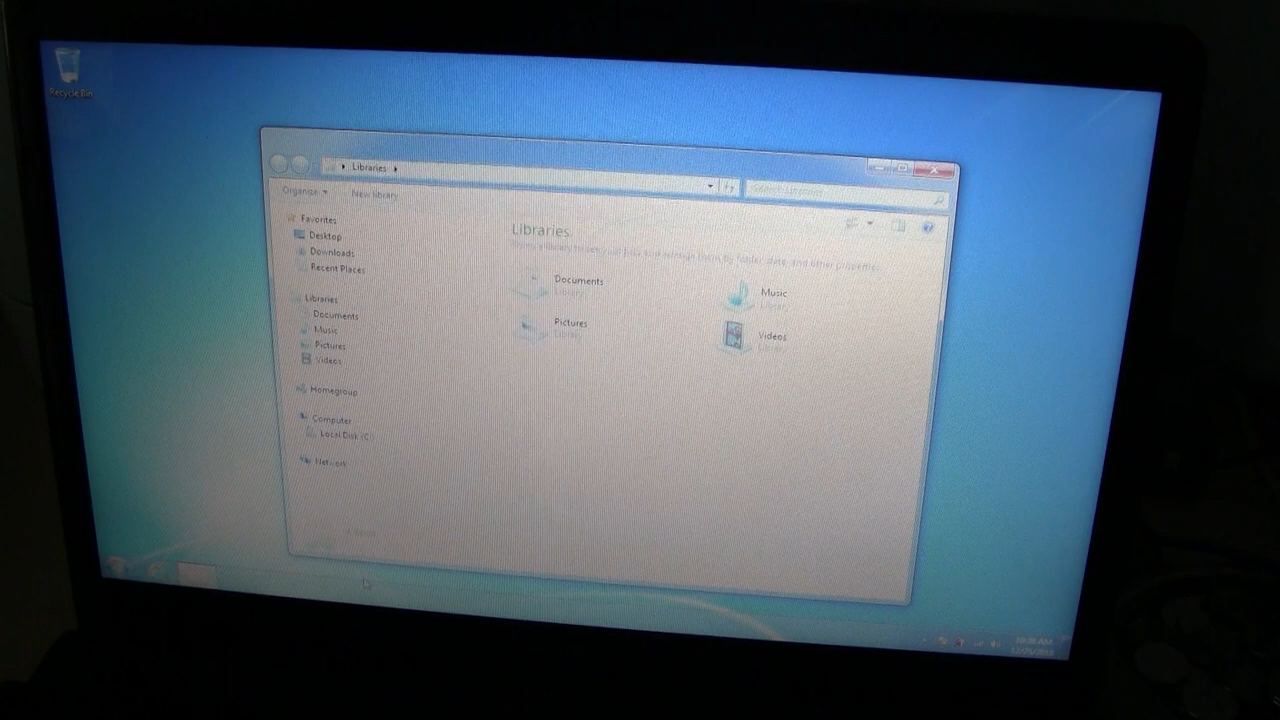 Recycle Bin
Libraries
Organize
New library
Favorites
Desktop
Downloads
Recent Places
Libraries
Documents
Music
Pictures
Videos
Homegroup
Computer
Local Disk (C:)
Network
Libraries
Open a library to see your files and arrange them by folder, date, and other properties.
Documents
Library
Music
Library
Pictures
Library
Videos
Library